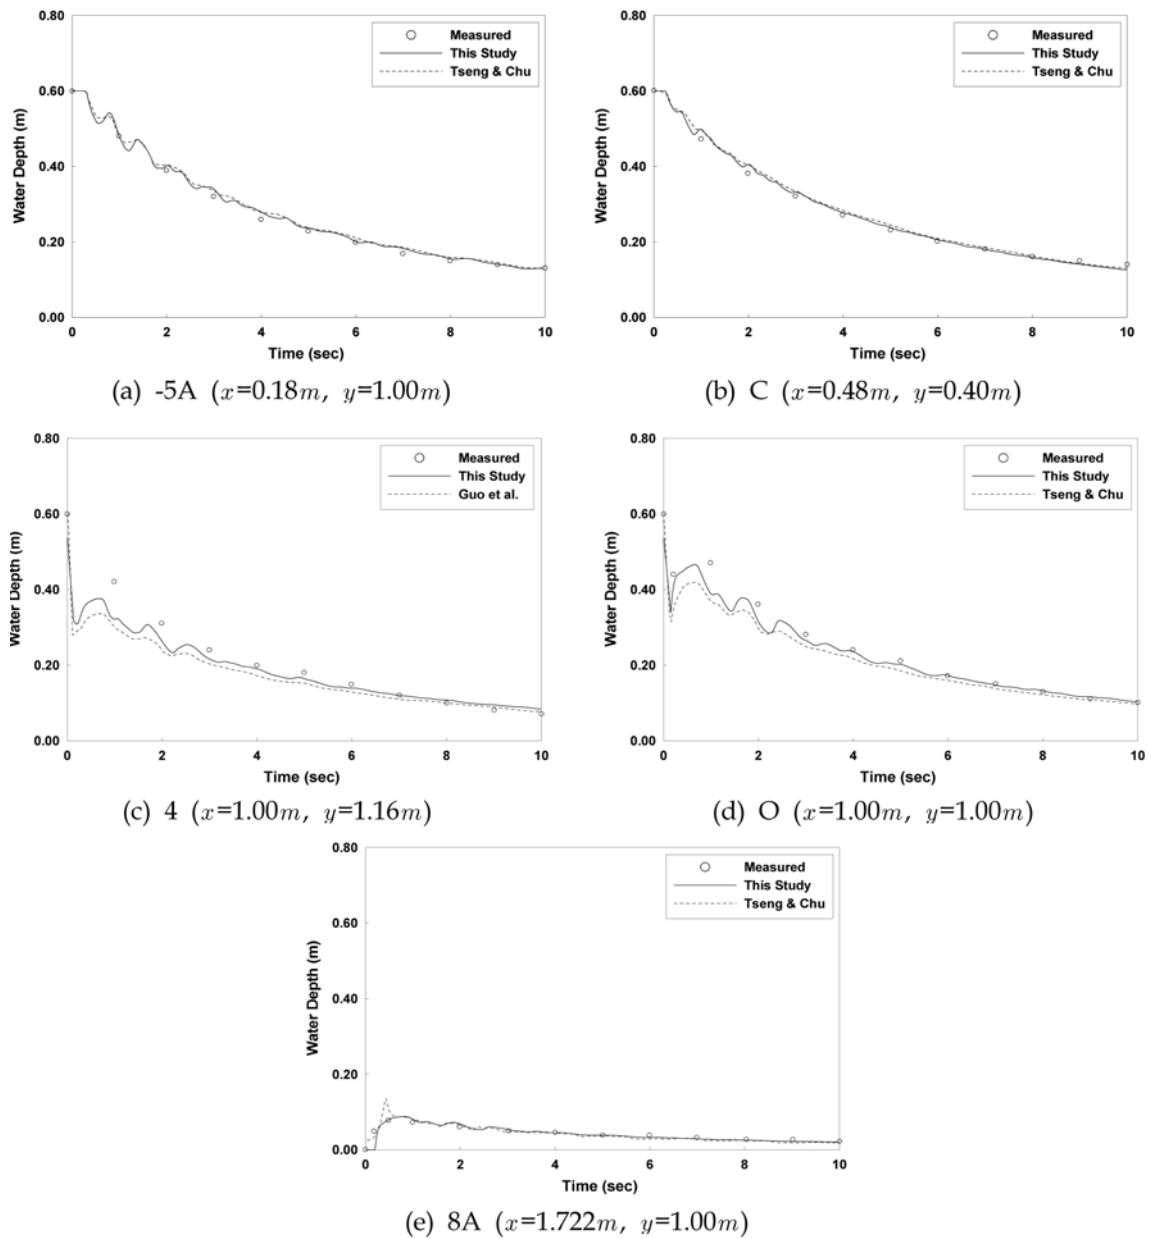 0.80
0.60
0.40
0.20
0.00
Water Depth (m)
0 2 4 6 8 10
Time (sec)
Measured
This Study
Tseng & Chu
(a) -5A (x=0.18m, y=1.00m)
0.80
0.60
0.40
0.20
0.00
Water Depth (m)
0 2 4 6 8 10
Time (sec)
Measured
This Study
Tseng & Chu
(b) C (x=0.48m, y=0.40m)
0.80
0.60
0.40
0.20
0.00
Water Depth (m)
0 2 4 6 8 10
Time (sec)
Measured
This Study
Guo et al.
(c) 4 (x=1.00m, y=1.16m)
0.80
0.60
0.40
0.20
0.00
Water Depth (m)
0 2 4 6 8 10
Time (sec)
Measured
This Study
Tseng & Chu
(d) O (x=1.00m, y=1.00m)
0.80
0.60
0.40
0.20
0.00
Water Depth (m)
0 2 4 6 8 10
Time (sec)
Measured
This Study
Tseng & Chu
(e) 8A (x=1.722m, y=1.00m)